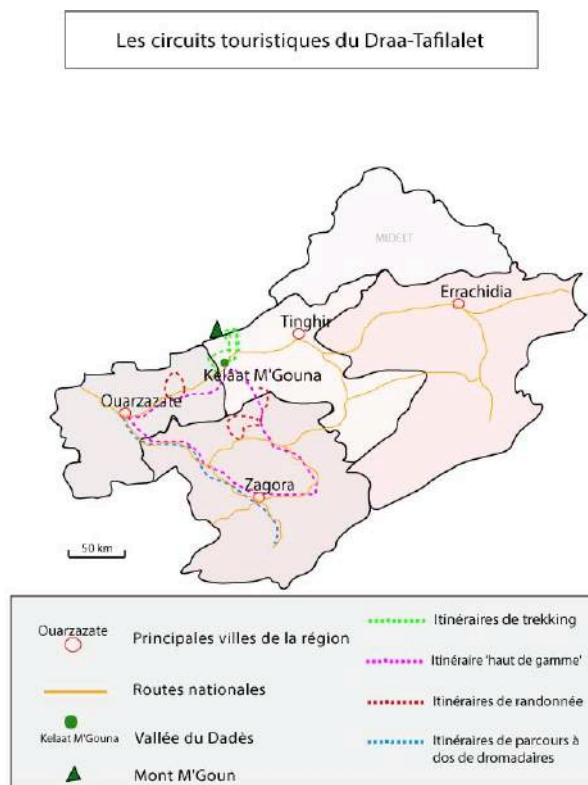 Les circuits touristiques du Draa-Tafilalet
MIDELT
Errachidia
Tinghir
Kelaat M'Gouna
Ouarzazate
Zagora
50 km
Ouarzazate
Principales villes de la région
Routes nationales
Kelaat M'Gouna
Vallée du Dadès
Mont M'Goun
Itinéraires de trekking
Itinéraire 'haut de gamme'
Itinéraires de randonnée
Itinéraires de parcours à
dos de dromadaires